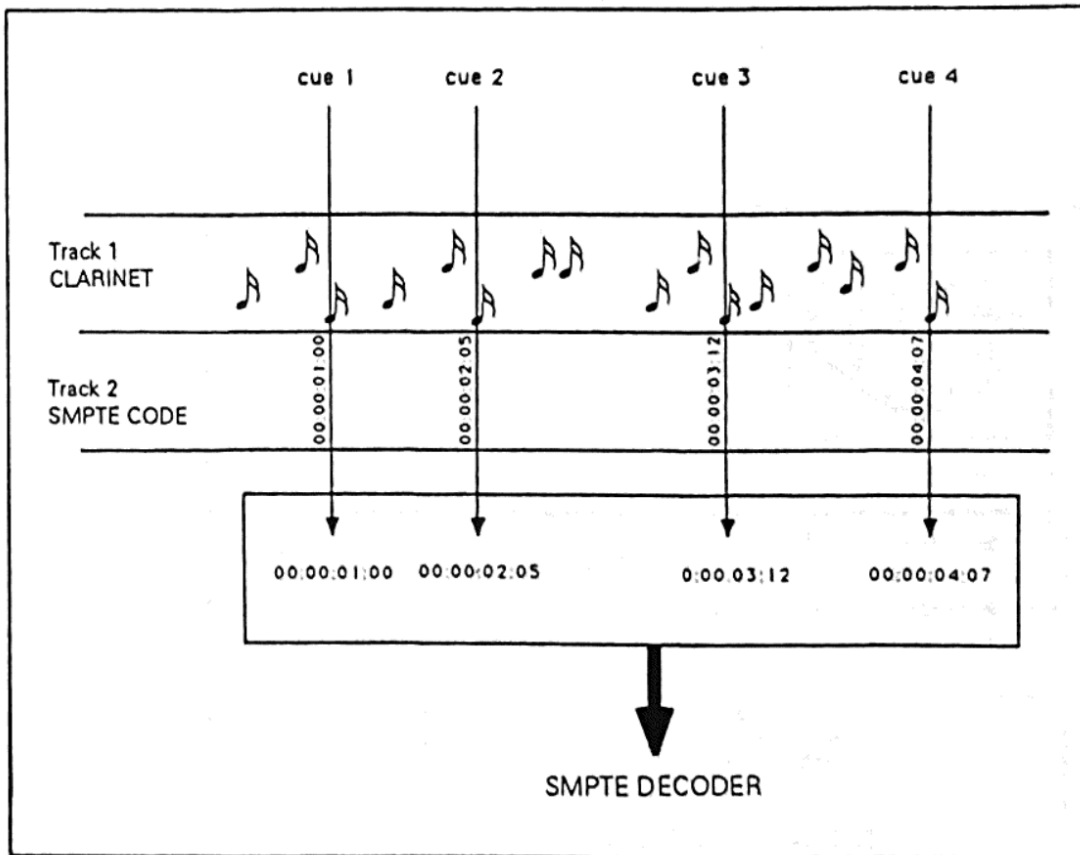 cue 1 cue 2 cue 3 cue 4
Track 1
CLARINET
Track 2
SMPTE CODE
00:00:01:00
00:00:02:05
00:00:03:12
00:00:04:07
00:00:01:00 00:00:02:05 0:00:03:12 00:00:04:07
SMPTE DECODER